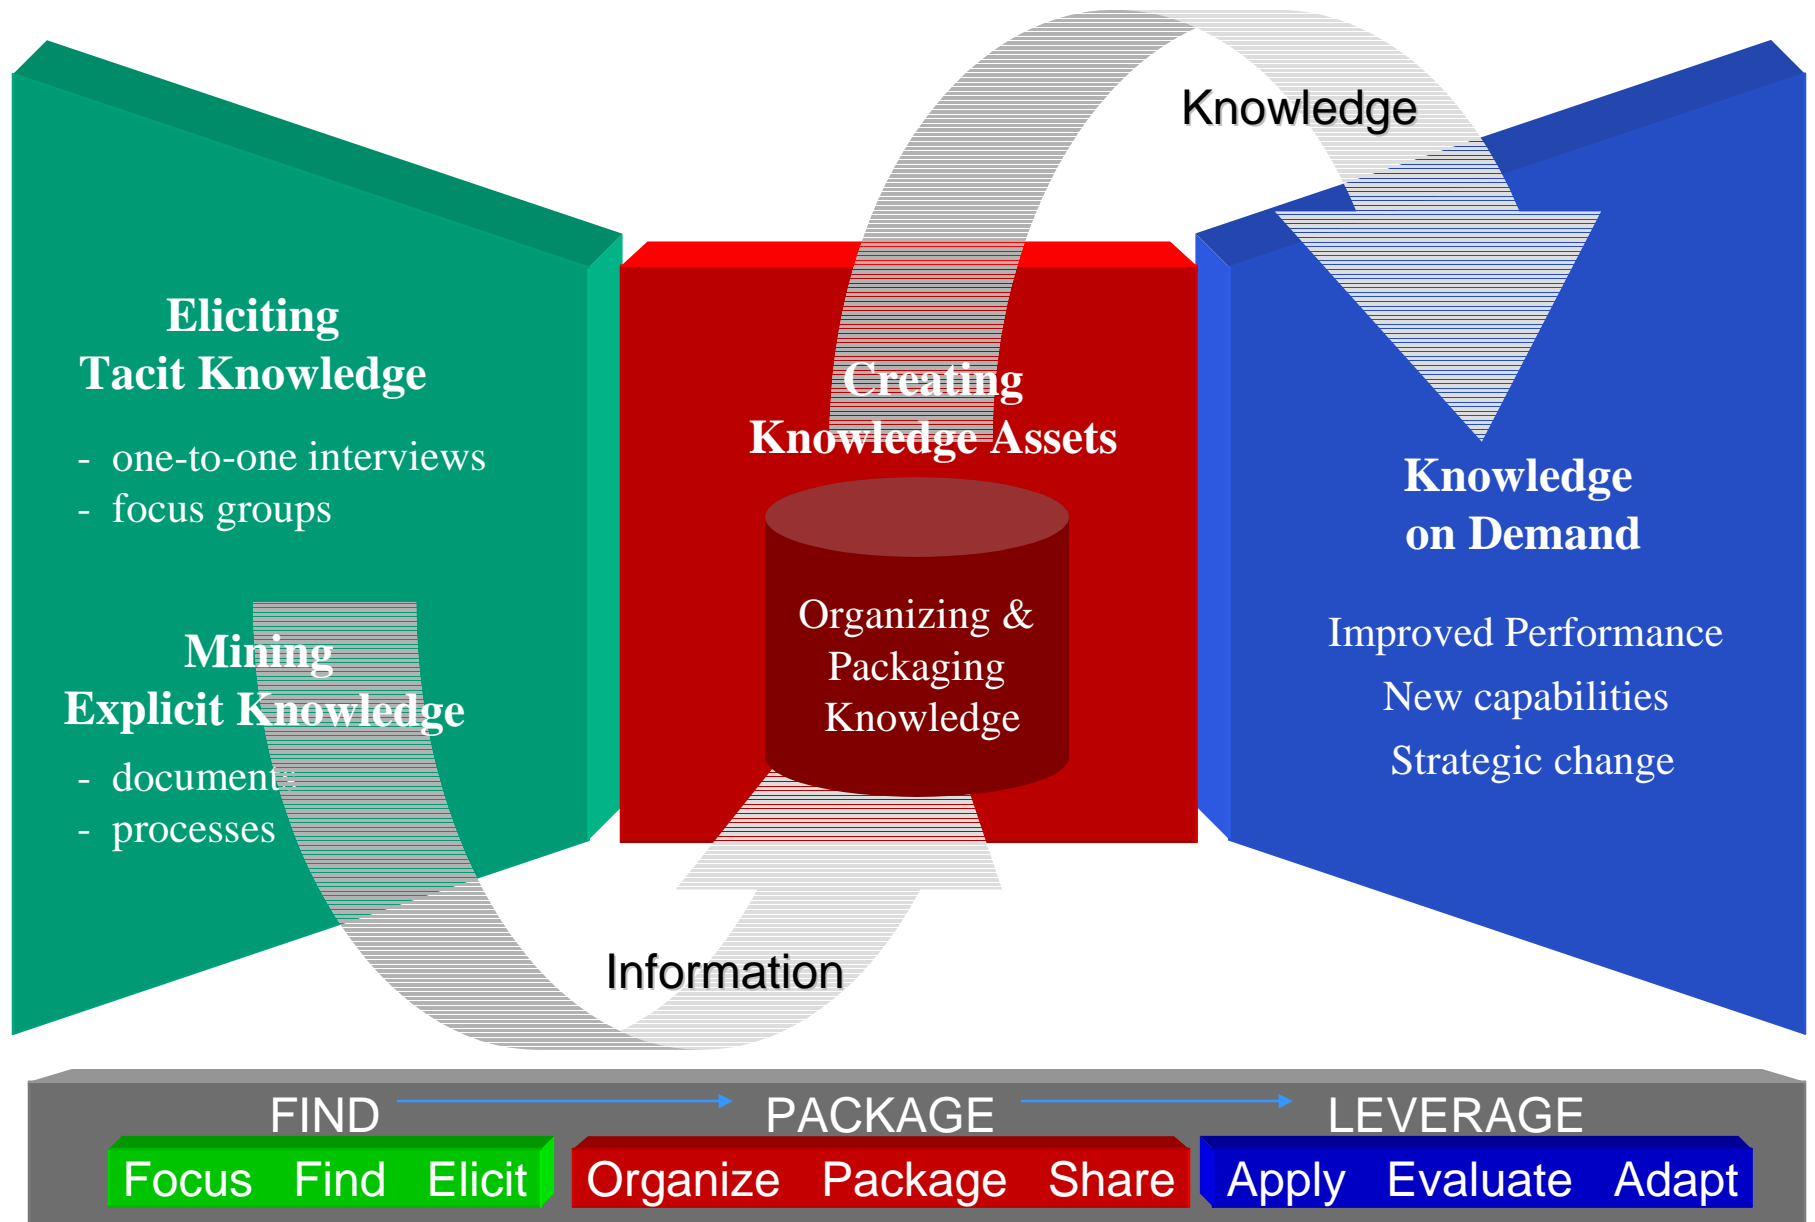 Knowledge
Eliciting
Tacit Knowledge
- one-to-one interviews
- focus groups
Mining
Explicit Knowledge
- documents
- processes
Creating
Knowledge Assets
Organizing &
Packaging
Knowledge
Knowledge
on Demand
Improved Performance
New capabilities
Strategic change
Information
FIND PACKAGE LEVERAGE
Focus Find Elicit Organize Package Share Apply Evaluate Adapt